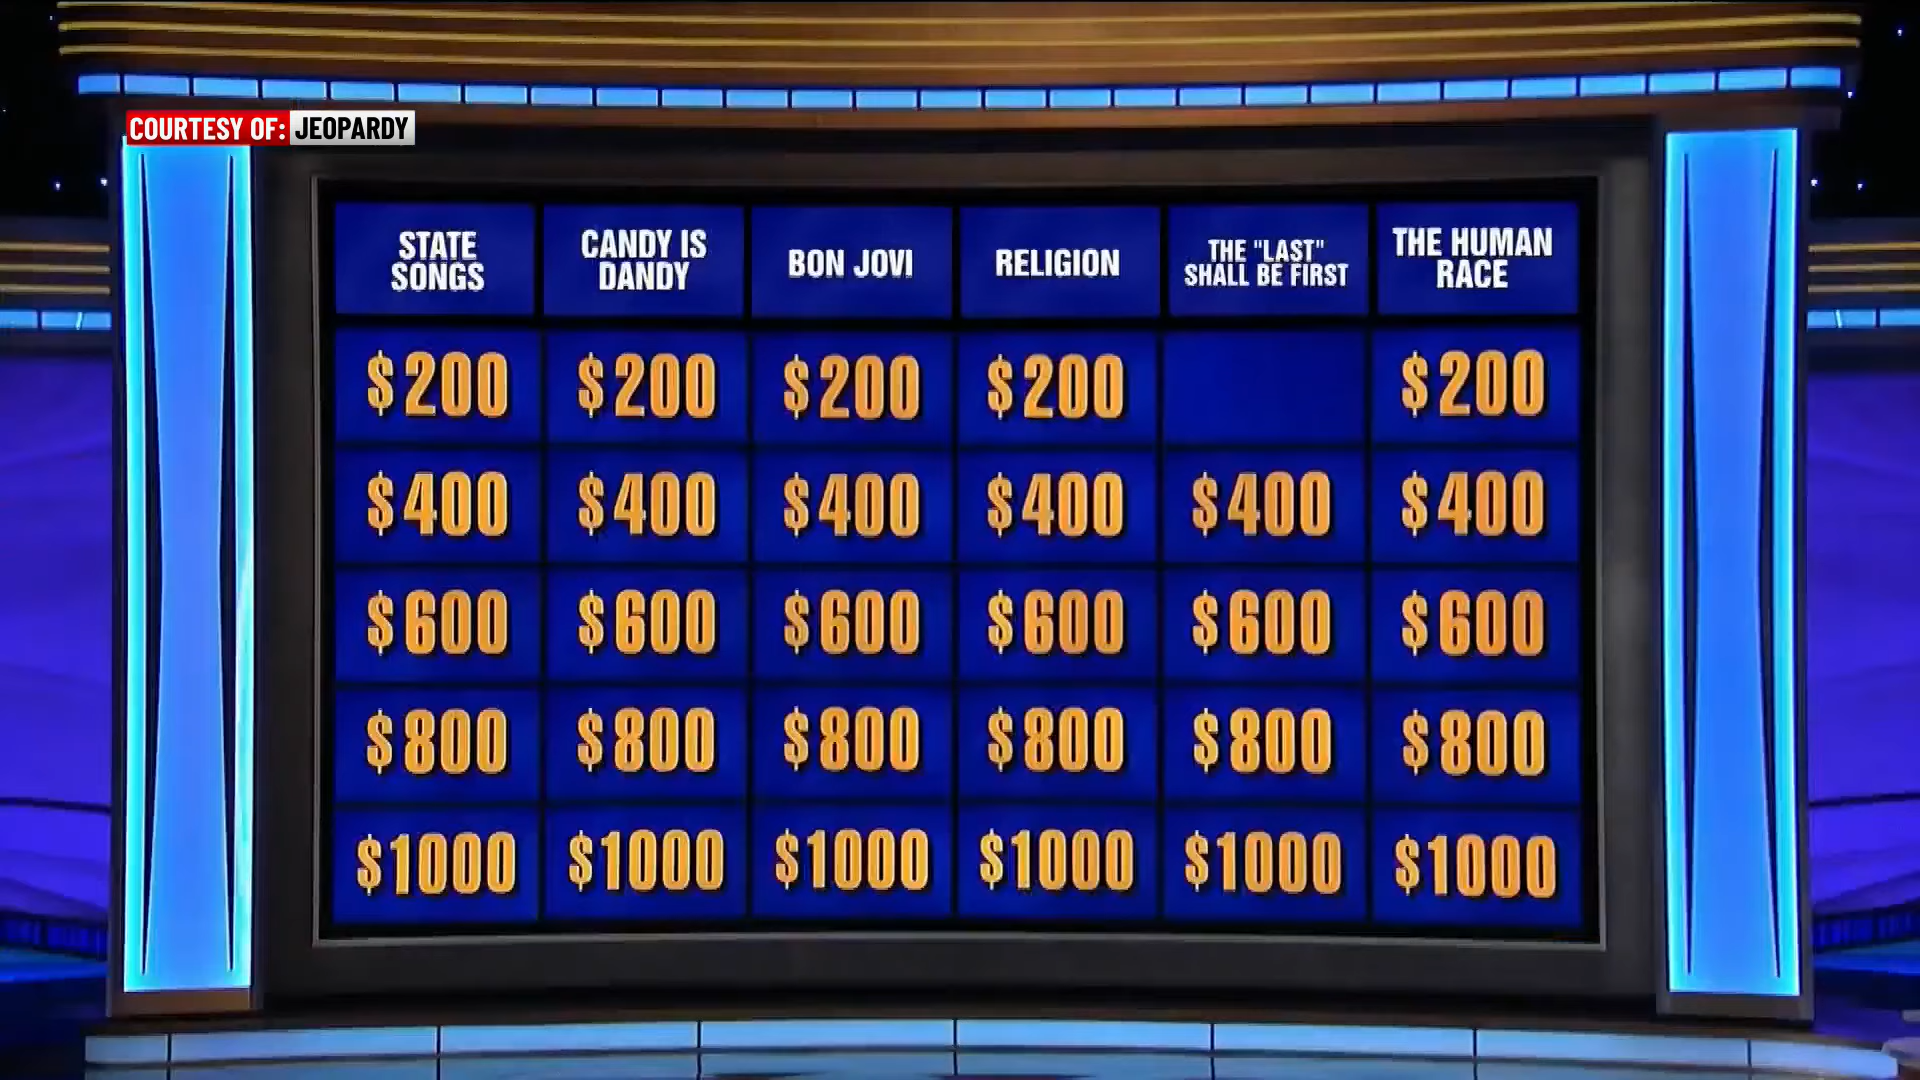 COURTESY OF: JEOPARDY
STATE
SONGS
CANDY IS
DANDY
BON JOVI
RELIGION
THE "LAST"
SHALL BE FIRST
THE HUMAN
RACE
$200 $200 $200 $200 $200
$400 $400 $400 $400 $400 $400
$600 $600 $600 $600 $600 $600
$800 $800 $800 $800 $800 $800
$1000 $1000 $1000 $1000 $1000 $1000